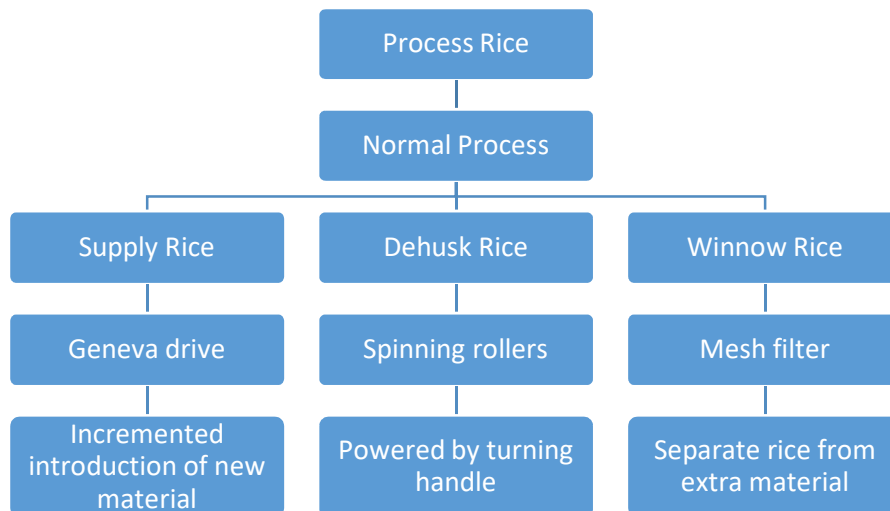 Process Rice
Normal Process
Supply Rice
Dehusk Rice
Winnow Rice
Geneva drive
Spinning rollers
Mesh filter
Incremented
introduction of new
material
Powered by turning
handle
Separate rice from
extra material